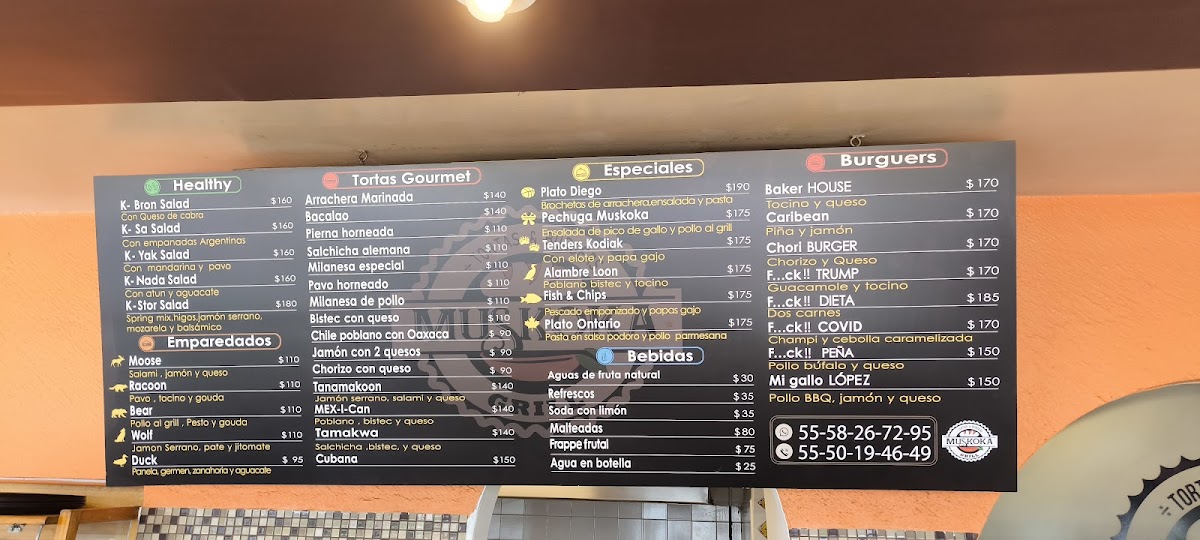 Healthy
K- Bron Salad $160
Con Queso de cabra
K- Sa Salad $160
Con empanadas Argentinas
K- Yak Salad $160
Con mandarina y pavo
K-Nada Salad $160
Con atun y aguacate
K-Stor Salad $180
Spring mix,higos,jamón serrano,
mozarela y balsámico
Emparedados
Moose $110
Salami , jamón y queso
Racoon $110
Pavo , tocino y gouda
Bear $110
Pollo al grill , Pesto y gouda
Wolf $110
Jamon Serrano, pate y jitomate
Duck $ 95
Panela, germen, zanahoria y aguacate
Tortas Gourmet
Arrachera Marinada $140
Bacalao $140
Pierna horneada $110
Salchicha alemana $110
Milanesa especial $110
Pavo horneado $110
Milanesa de pollo $110
Bistec con queso $110
Chile poblano con Oaxaca $ 90
Jamón con 2 quesos $ 90
Chorizo con queso $ 90
Tanamakoon $140
Jamón serrano, salami y queso
MEX-I-Can $140
Poblano , bistec y queso
Tamakwa $140
Salchicha ,bistec, y queso
Cubana $150
Especiales
Plato Diego $190
Brochetas de arrachera,ensalada y pasta
Pechuga Muskoka $175
Ensalada de pico de gallo y pollo al grill
Tenders Kodiak $175
Con elote y papa gajo
Alambre Loon $175
Poblano bistec y tocino
Fish & Chips $175
Pescado empanizado y papas gajo
Plato Ontario $175
Pasta en salsa podoro y pollo parmesana
Bebidas
Aguas de fruta natural $30
Refrescos $35
Soda con limón $35
Malteadas $80
Frappe frutal $75
Agua en botella $25
Burguers
Baker HOUSE $170
Tocino y queso
Caribean $170
Piña y jamón
Chori BURGER $170
Chorizo y Queso
F...ck!! TRUMP $170
Guacamole y tocino
F...ck!! DIETA $185
Dos carnes
F...ck!! COVID $170
Champi y cebolla caramelizada
F...ck!! PEÑA $150
Pollo búfalo y queso
Mi gallo LÓPEZ $150
Pollo BBQ, jamón y queso
55-58-26-72-95
55-50-19-46-49
MUSKOKA
GRILL
MUSKOKA
GRILL
TORT